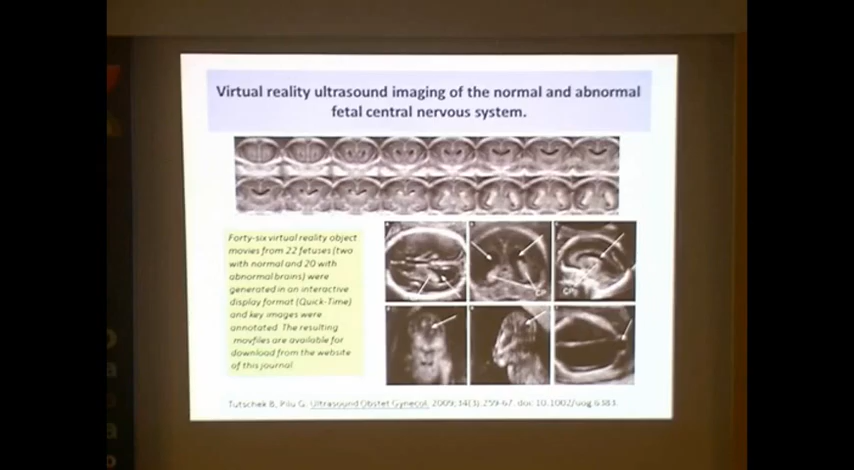 Virtual reality ultrasound imaging of the normal and abnormal
fetal central nervous system.
Forty-six virtual reality object
movies from 22 fetuses (two
with normal and 20 with
abnormal brains) were
generated in an interactive
display format (Quick-Time)
and key images were
annotated. The resulting
movfiles are available for
download from the website
of this journal
CP
CP
Tutschek B, Pilu G. Ultrasound Obstet Gynecol. 2009;34(3):259-67. doi: 10.1002/uog.6383.